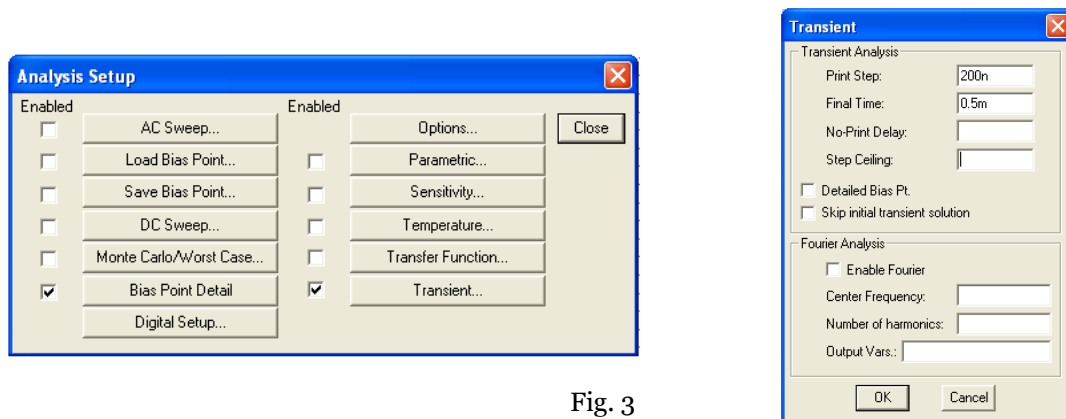 Analysis Setup
Enabled
Enabled
AC Sweep...
Options...
Close
Load Bias Point...
Parametric...
Save Bias Point...
Sensitivity...
DC Sweep...
Temperature...
Monte Carlo/Worst Case...
Transfer Function...
Bias Point Detail
Transient...
Digital Setup...
Fig. 3
Transient
Transient Analysis
Print Step: 200n
Final Time: 0.5m
No-Print Delay:
Step Ceiling:
Detailed Bias Pt.
Skip initial transient solution
Fourier Analysis
Enable Fourier
Center Frequency:
Number of harmonics:
Output Vars.:
OK
Cancel